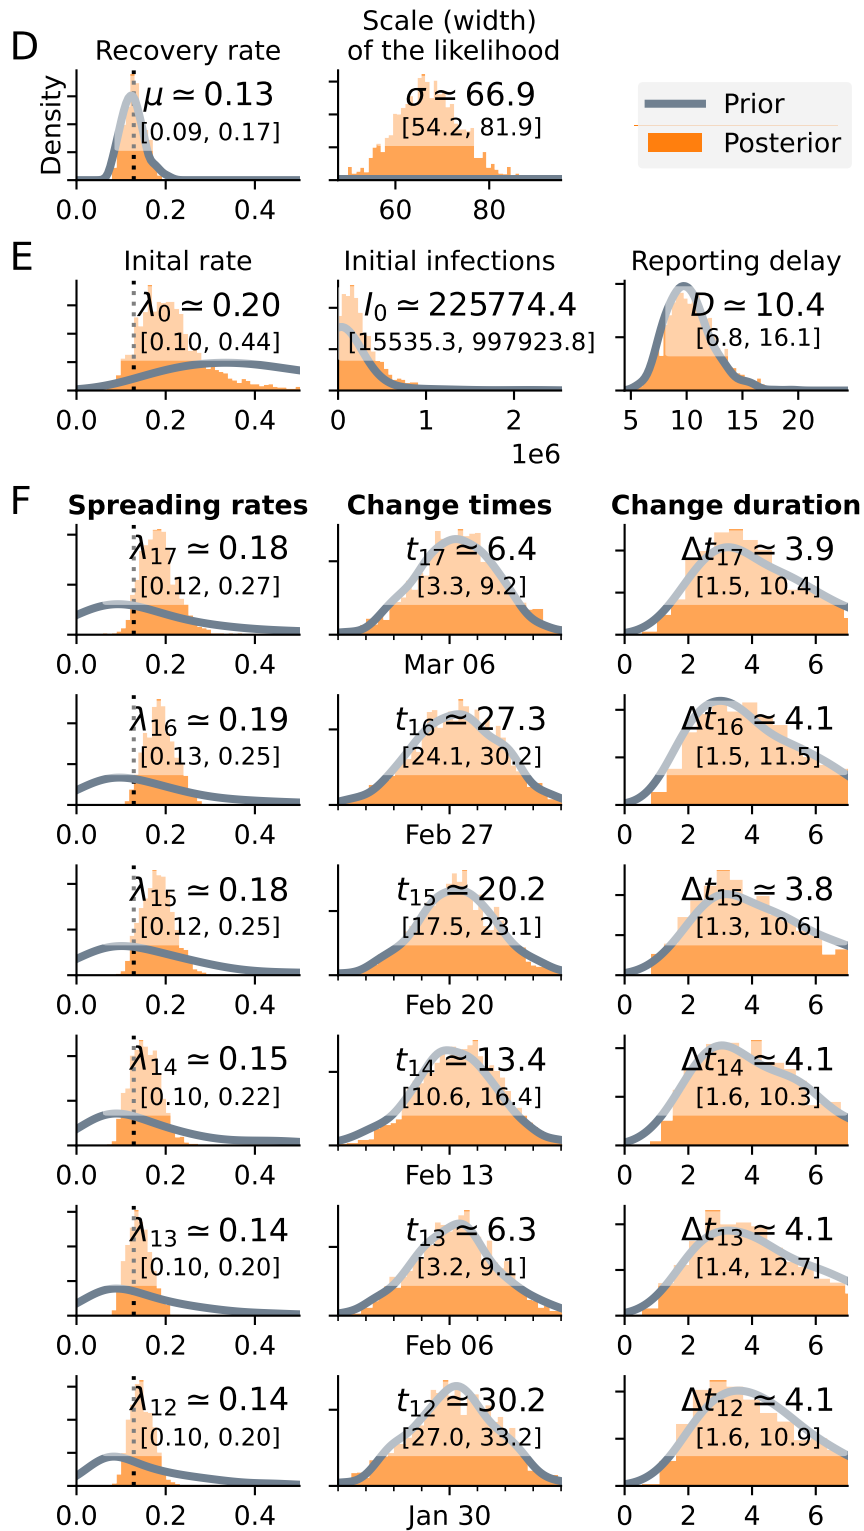 D
Recovery rate
Scale (width)
of the likelihood
Density
μ ≃ 0.13
[0.09, 0.17]
σ ≃ 66.9
[54.2, 81.9]
Prior
Posterior
0.0 0.2 0.4
60 80
E
Inital rate
Initial infections
Reporting delay
λ0 ≃ 0.20
[0.10, 0.44]
I0 ≃ 225774.4
[15535.3, 997923.8]
D ≃ 10.4
[6.8, 16.1]
0.0 0.2 0.4
0 1 2
1e6
5 10 15 20
F
Spreading rates
Change times
Change duration
λ17 ≃ 0.18
[0.12, 0.27]
t17 ≃ 6.4
[3.3, 9.2]
Δt17 ≃ 3.9
[1.5, 10.4]
0.0 0.2 0.4
Mar 06
0 2 4 6
λ16 ≃ 0.19
[0.13, 0.25]
t16 ≃ 27.3
[24.1, 30.2]
Δt16 ≃ 4.1
[1.5, 11.5]
0.0 0.2 0.4
Feb 27
0 2 4 6
λ15 ≃ 0.18
[0.12, 0.25]
t15 ≃ 20.2
[17.5, 23.1]
Δt15 ≃ 3.8
[1.3, 10.6]
0.0 0.2 0.4
Feb 20
0 2 4 6
λ14 ≃ 0.15
[0.10, 0.22]
t14 ≃ 13.4
[10.6, 16.4]
Δt14 ≃ 4.1
[1.6, 10.3]
0.0 0.2 0.4
Feb 13
0 2 4 6
λ13 ≃ 0.14
[0.10, 0.20]
t13 ≃ 6.3
[3.2, 9.1]
Δt13 ≃ 4.1
[1.4, 12.7]
0.0 0.2 0.4
Feb 06
0 2 4 6
λ12 ≃ 0.14
[0.10, 0.20]
t12 ≃ 30.2
[27.0, 33.2]
Δt12 ≃ 4.1
[1.6, 10.9]
0.0 0.2 0.4
Jan 30
0 2 4 6